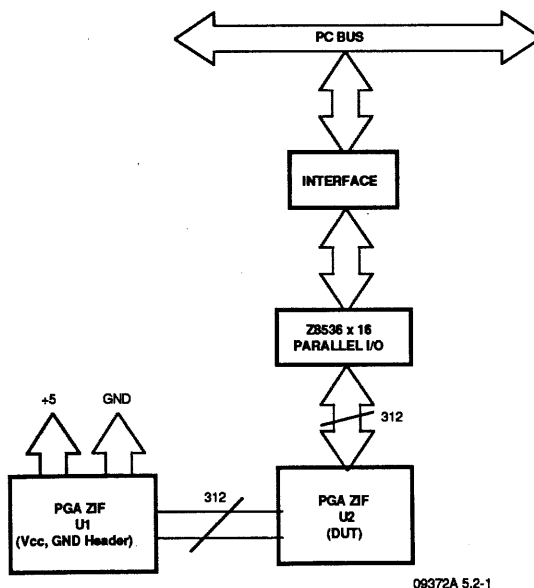 PC BUS
INTERFACE
Z8536 x 16
PARALLEL I/O
312
+5
GND
PGA ZIF
U1
(Vcc, GND Header)
312
PGA ZIF
U2
(DUT)
09372A 5.2-1